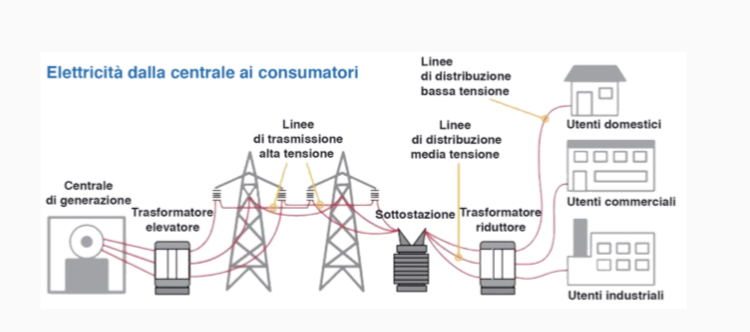 Elettricità dalla centrale ai consumatori
Linee
di distribuzione
bassa tensione
Linee
di trasmissione
alta tensione
Linee
di distribuzione
media tensione
Utenti domestici
Centrale
di generazione
Trasformatore
elevatore
Sottostazione
Trasformatore
riduttore
Utenti commerciali
Utenti industriali